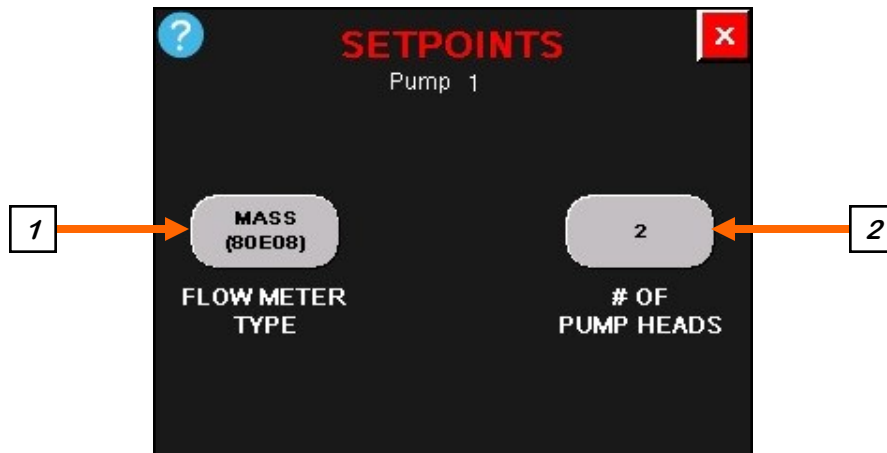 ?
SETPOINTS
x
Pump 1
1
MASS
(80E08)
2
2
FLOW METER
TYPE
# OF
PUMP HEADS